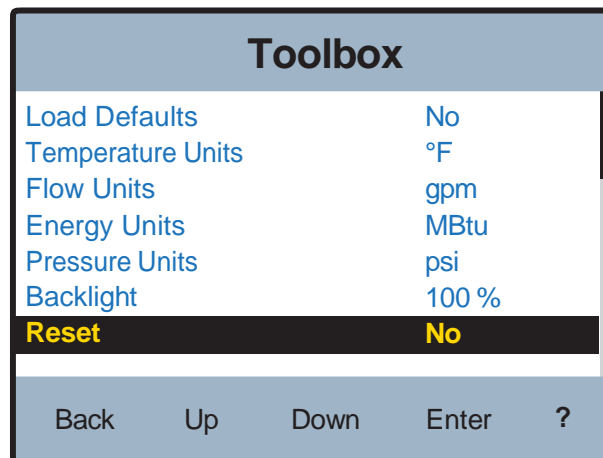 Toolbox
Load Defaults No
Temperature Units °F
Flow Units gpm
Energy Units MBtu
Pressure Units psi
Backlight 100 %
Reset No
Back Up Down Enter ?